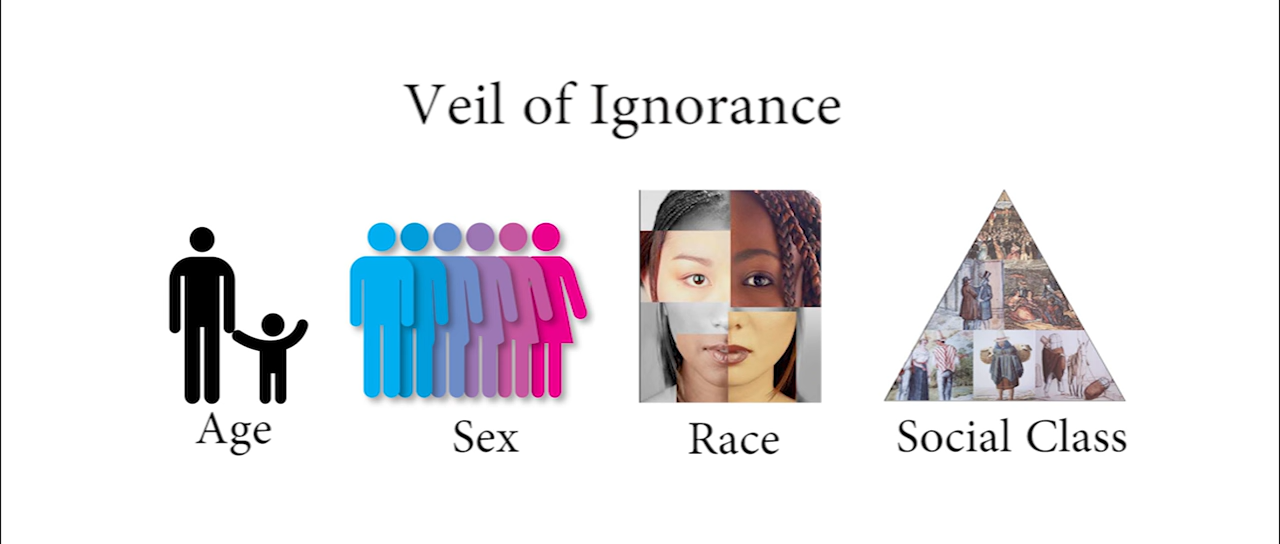 Veil of Ignorance
Age
Sex
Race
Social Class